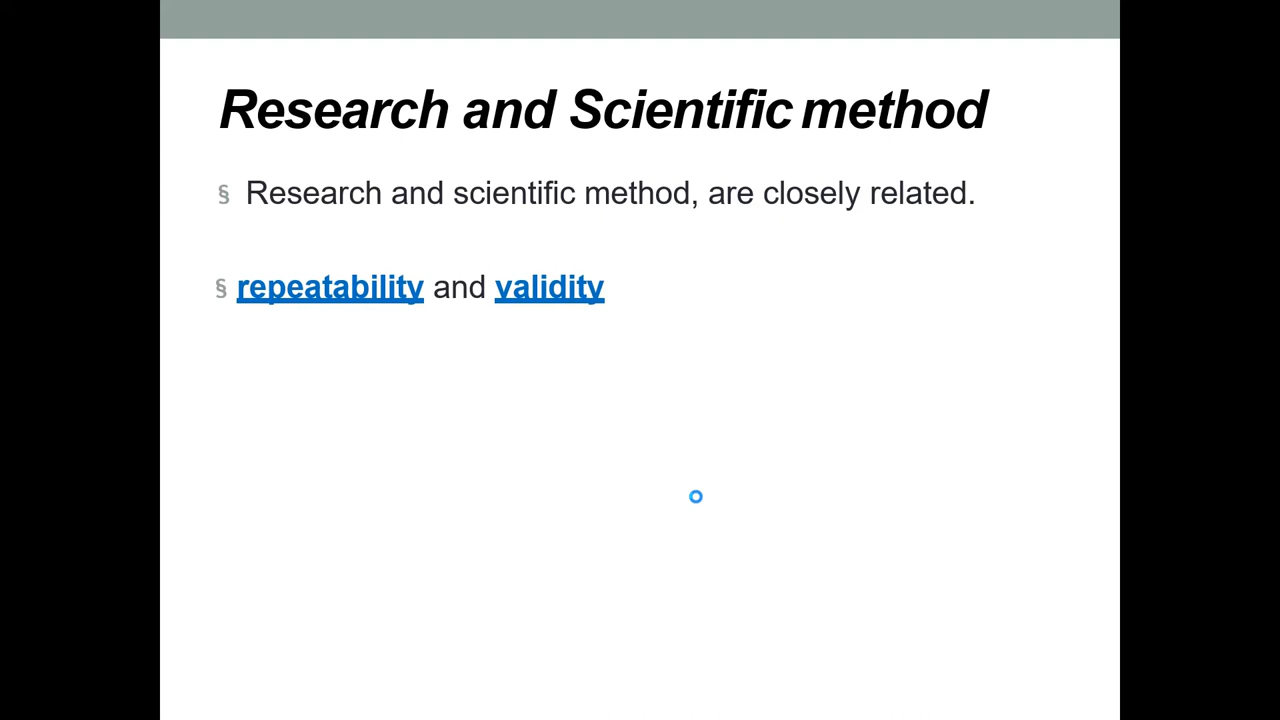 Research and Scientific method
§ Research and scientific method, are closely related.
§ repeatability and validity